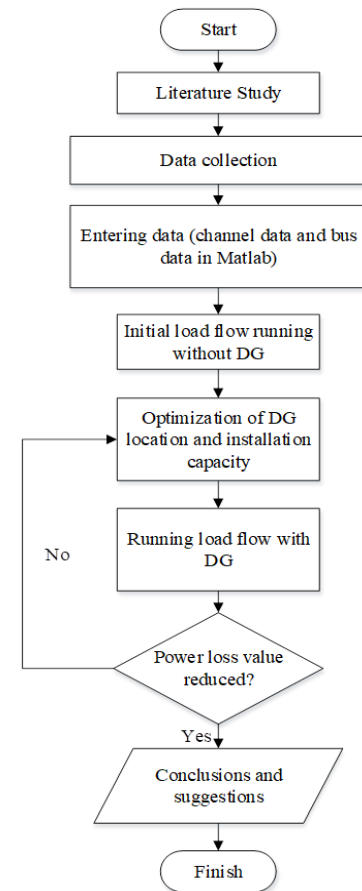 Start
Literature Study
Data collection
Entering data (channel data and bus
data in Matlab)
Initial load flow running
without DG
Optimization of DG
location and installation
capacity
Running load flow with
DG
No
Power loss value
reduced?
Yes
Conclusions and
suggestions
Finish